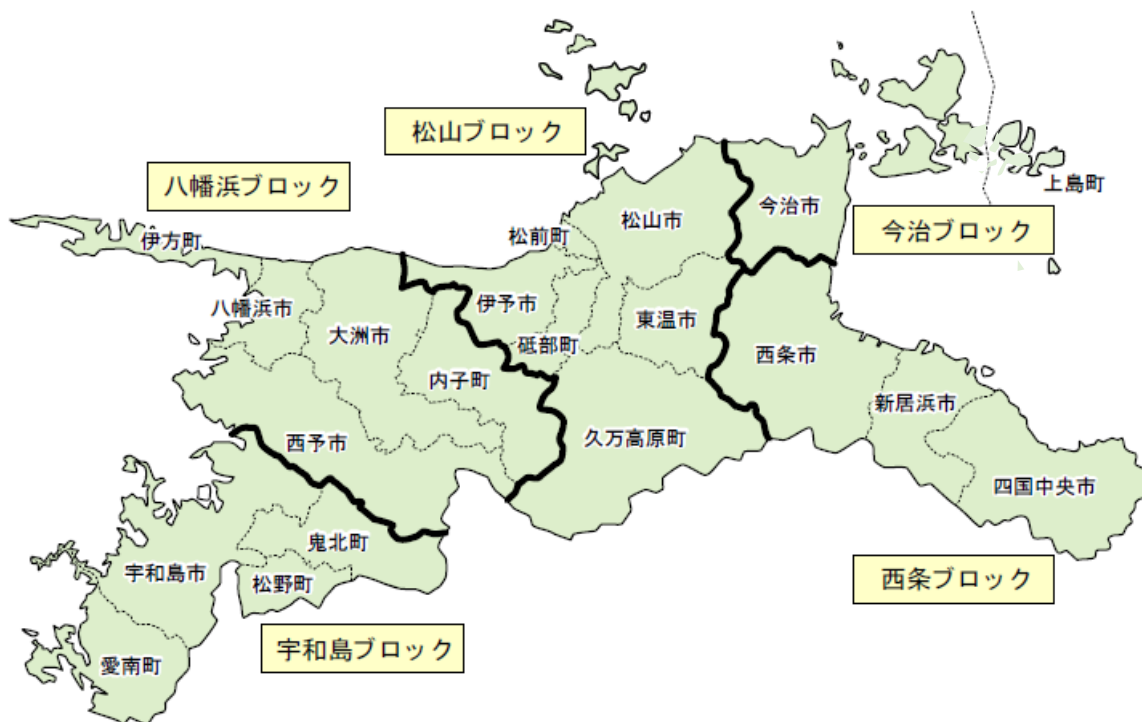 松山ブロック
八幡浜ブロック
上島町
今治市
松山市
今治ブロック
伊方町
松前町
八幡浜市
伊予市
東温市
大洲市
砥部町
西条市
内子町
新居浜市
西予市
久万高原町
四国中央市
鬼北町
宇和島市
松野町
西条ブロック
宇和島ブロック
愛南町